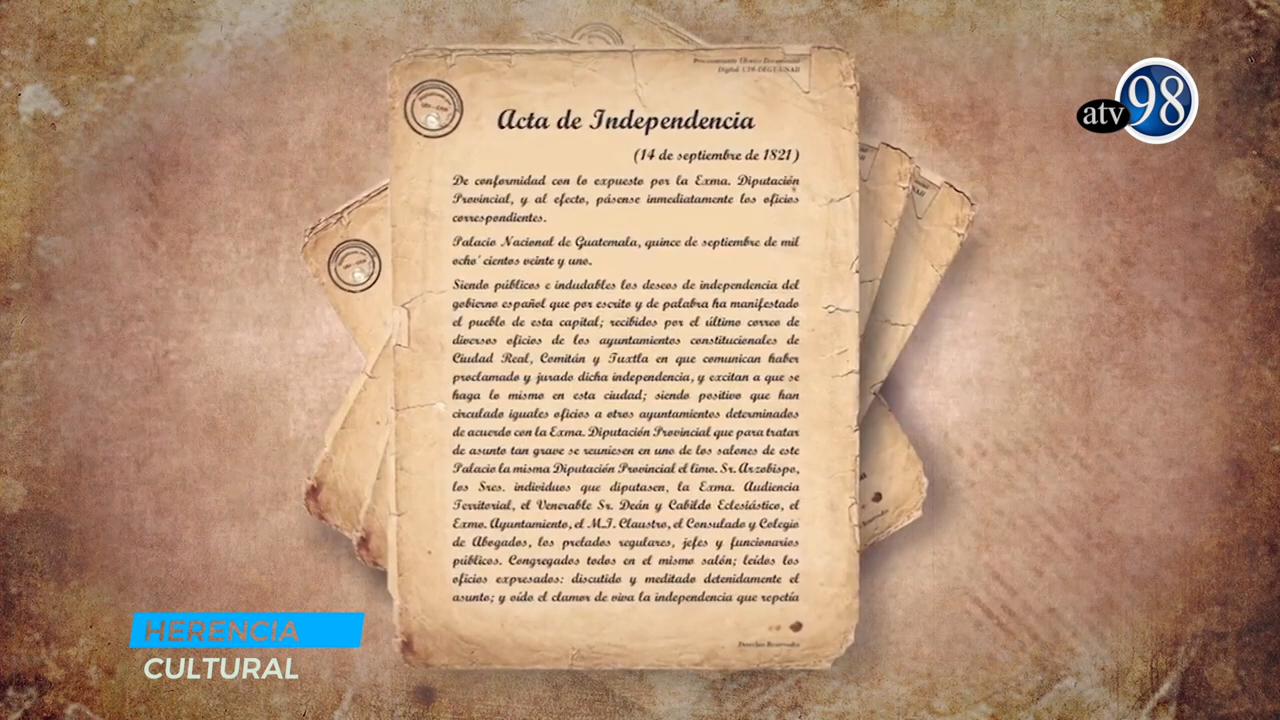 Procesamiento Técnico Documental
Digital, UDI-DEGT-UNAH
atv 98
Acta de Independencia
(14 de septiembre de 1821)
De conformidad con lo expuesto por la Exma. Diputación
Provincial, y al efecto, pásense inmediatamente los oficios
correspondientes.
Palacio Nacional de Guatemala, quince de septiembre de mil
ocho' cientos veinte y uno.
Siendo públicos e indudables los deseos de independencia del
gobierno español que por escrito y de palabra ha manifestado
el pueblo de esta capital; recibidos por el último correo de
diversos oficios de los ayuntamientos constitucionales de
Ciudad Real, Comitán y Tuxtla en que comunican haber
proclamado y jurado dicha independencia, y excitan a que se
haga lo mismo en esta ciudad; siendo positivo que han
circulado iguales oficios a otros ayuntamientos determinados
de acuerdo con la Exma. Diputación Provincial que para tratar
de asunto tan grave se reuniesen en uno de los salones de este
Palacio la misma Diputación Provincial el limo. Sr. Arzobispo,
los Sres. individuos que diputasen, la Exma. Audiencia
Territorial, el Venerable Sr. Deán y Cabildo Eclesiástico, el
Exmo. Ayuntamiento, el M.I. Claustro, el Consulado y Colegio
de Abogados, los prelados regulares, jefes y funcionarios
públicos. Congregados todos en el mismo salón; leídos los
oficios expresados: discutido y meditado detenidamente el
asunto; y oído el clamor de viva la independencia que repetía
Derechos Reservados
HERENCIA
CULTURAL